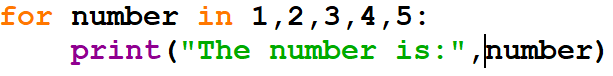 for number in 1,2,3,4,5:
    print("The number is:",number)